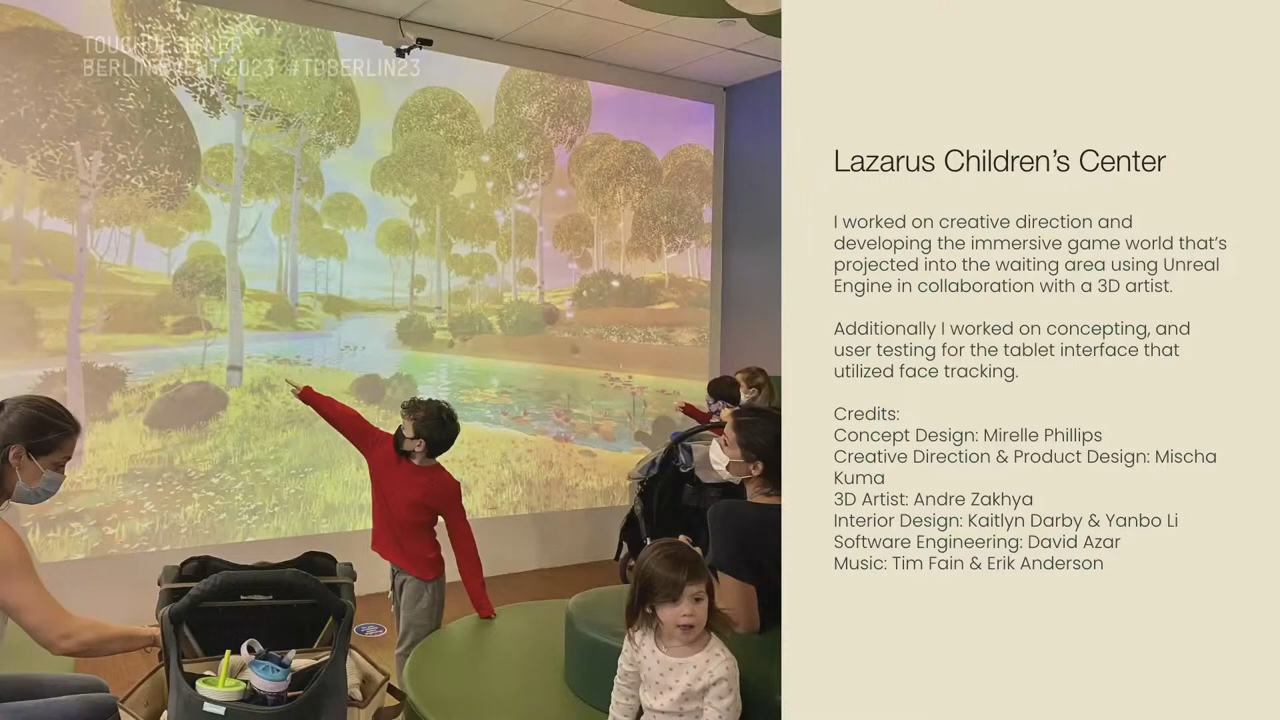 TOUCHDESIGNER
BERLIN EVENT 2023 #TDBERLIN23
Lazarus Children's Center
I worked on creative direction and
developing the immersive game world that's
projected into the waiting area using Unreal
Engine in collaboration with a 3D artist.
Additionally I worked on concepting, and
user testing for the tablet interface that
utilized face tracking.
Credits:
Concept Design: Mirelle Phillips
Creative Direction & Product Design: Mischa
Kuma
3D Artist: Andre Zakhya
Interior Design: Kaitlyn Darby & Yanbo Li
Software Engineering: David Azar
Music: Tim Fain & Erik Anderson